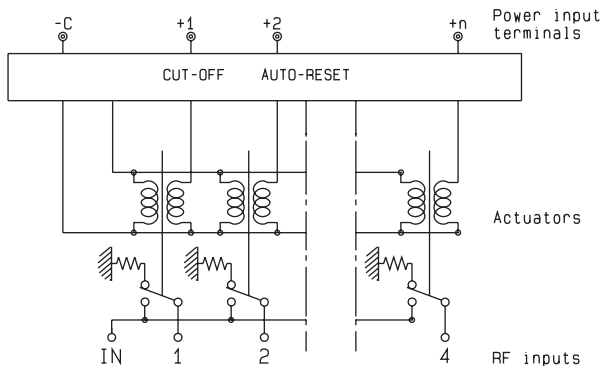 -C +1 +2 +n Power input
terminals
CUT-OFF AUTO-RESET
Actuators
IN 1 2 4 RF inputs